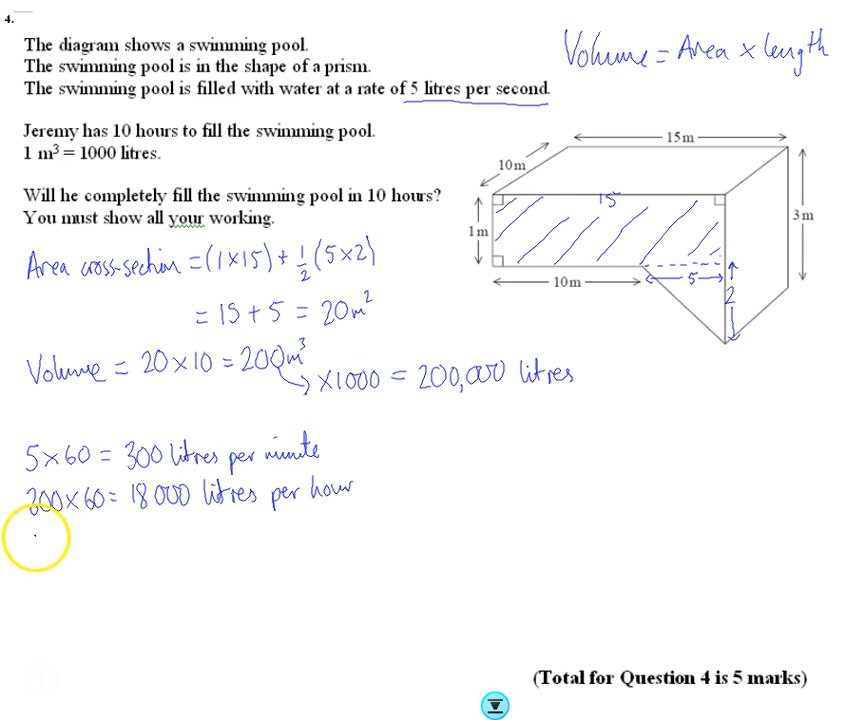 4.
The diagram shows a swimming pool.
The swimming pool is in the shape of a prism.
The swimming pool is filled with water at a rate of 5 litres per second.
Volume = Area × length
Jeremy has 10 hours to fill the swimming pool.
1 m³ = 1000 litres.
Will he completely fill the swimming pool in 10 hours?
You must show all your working.
15m
10m
15
3m
1m
10m
5
2
Area cross-section = (1×15) + ½(5×2)
= 15 + 5 = 20m²
Volume = 20 × 10 = 200m³
×1000 = 200,000 litres
5 × 60 = 300 litres per minute
300 × 60 = 18000 litres per hour
(Total for Question 4 is 5 marks)